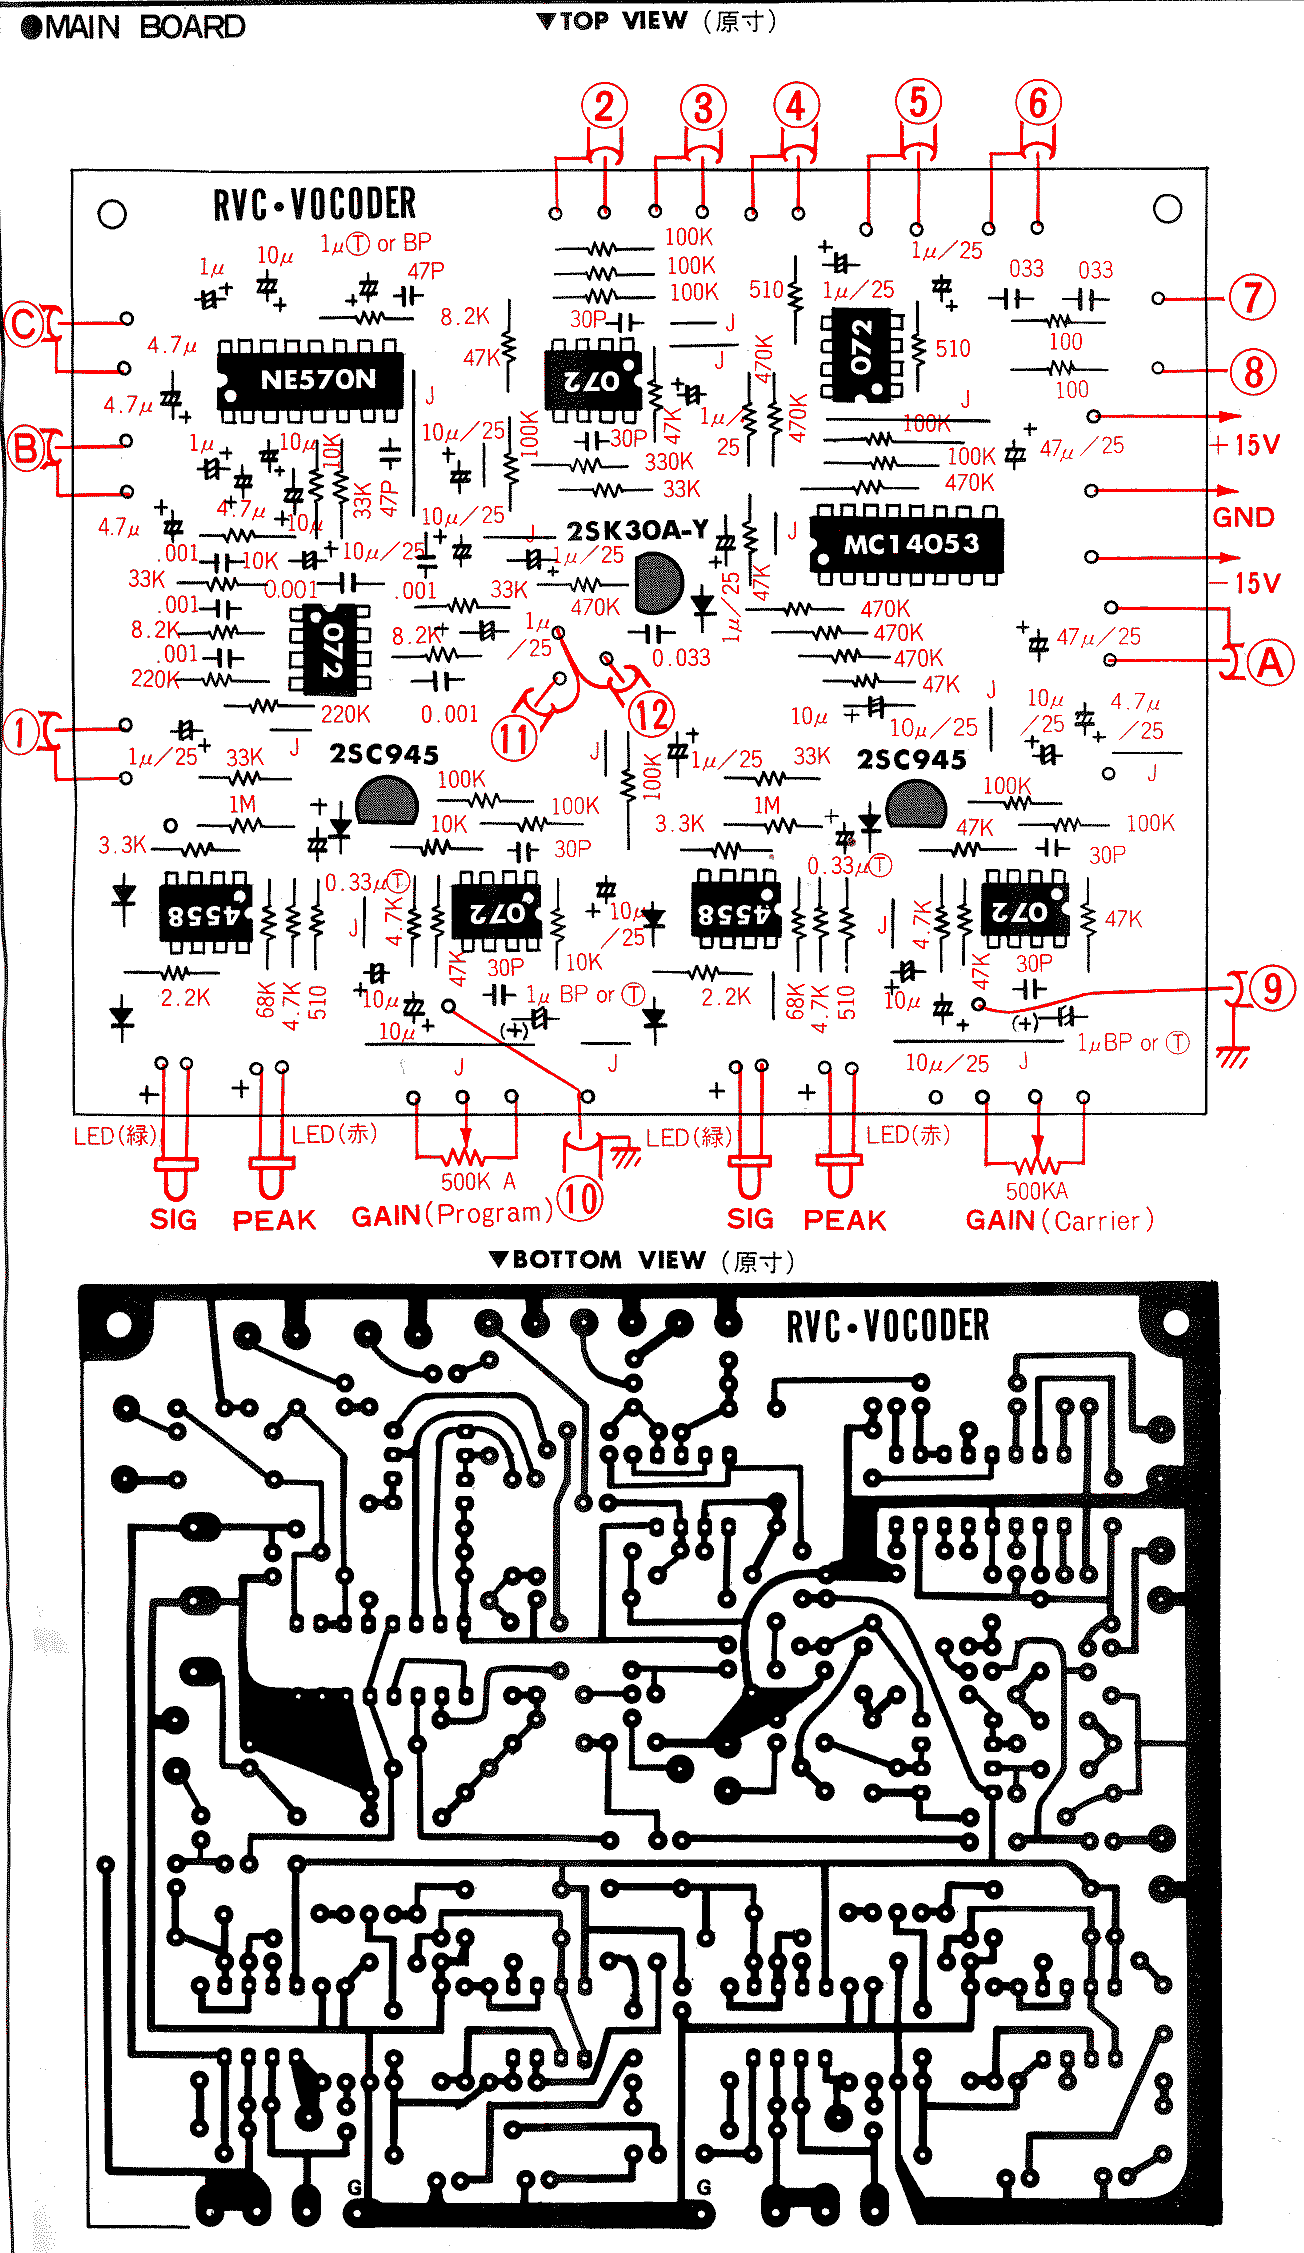 ●MAIN BOARD
▼TOP VIEW (原寸)
② ③ ④ ⑤ ⑥
RVC・VOCODER
1μⓉ or BP
100K
1μ/25
10μ
1μ
47P
100K
033 033
510
1μ/25
100K
⑦
Ⓒ
8.2K
30P
J
072
510
100
4.7μ
47K
J
470K
NE570N
072
⑧
100
4.7μ
J
J
47K
1μ/
25
470K
100K
Ⓑ
1μ
10μ
10K
10μ/25
100K
30P
47μ/25
+15V
330K
100K
33K
47P
33K
470K
4.7μ
4.7μ
10μ
10μ/25
J
2SK30A-Y
J
MC14053
GND
.001
10K
10μ/25
1μ/25
47K
-15V
33K
0.001
.001
33K
470K
1μ/25
470K
.001
8.2K
072
8.2K
1μ
/25
470K
47μ/25
.001
0.033
470K
Ⓐ
220K
47K
220K
0.001
⑪
⑫
10μ
10μ/25
J
10μ
/25
4.7μ
/25
①
J
J
1μ/25
2SC945
1μ/25
33K
2SC945
J
33K
100K
100K
100K
1M
100K
1M
3.3K
10K
3.3K
47K
100K
30P
30P
0.33μⓉ
0.33μⓉ
4558
J
4.7K
072
10μ
/25
4558
J
4.7K
072
47K
47K
30P
10K
47K
30P
2.2K
68K
4.7K
510
10μ
1μ BP or Ⓣ
2.2K
68K
4.7K
510
10μ
⑨
10μ
(+)
(+)
J
J
10μ/25
J
1μBP or Ⓣ
+ + + +
LED(緑) LED(赤) LED(緑) LED(赤)
500K A
500KA
SIG PEAK GAIN(Program) ⑩ SIG PEAK GAIN(Carrier)
▼BOTTOM VIEW (原寸)
RVC・VOCODER
G G